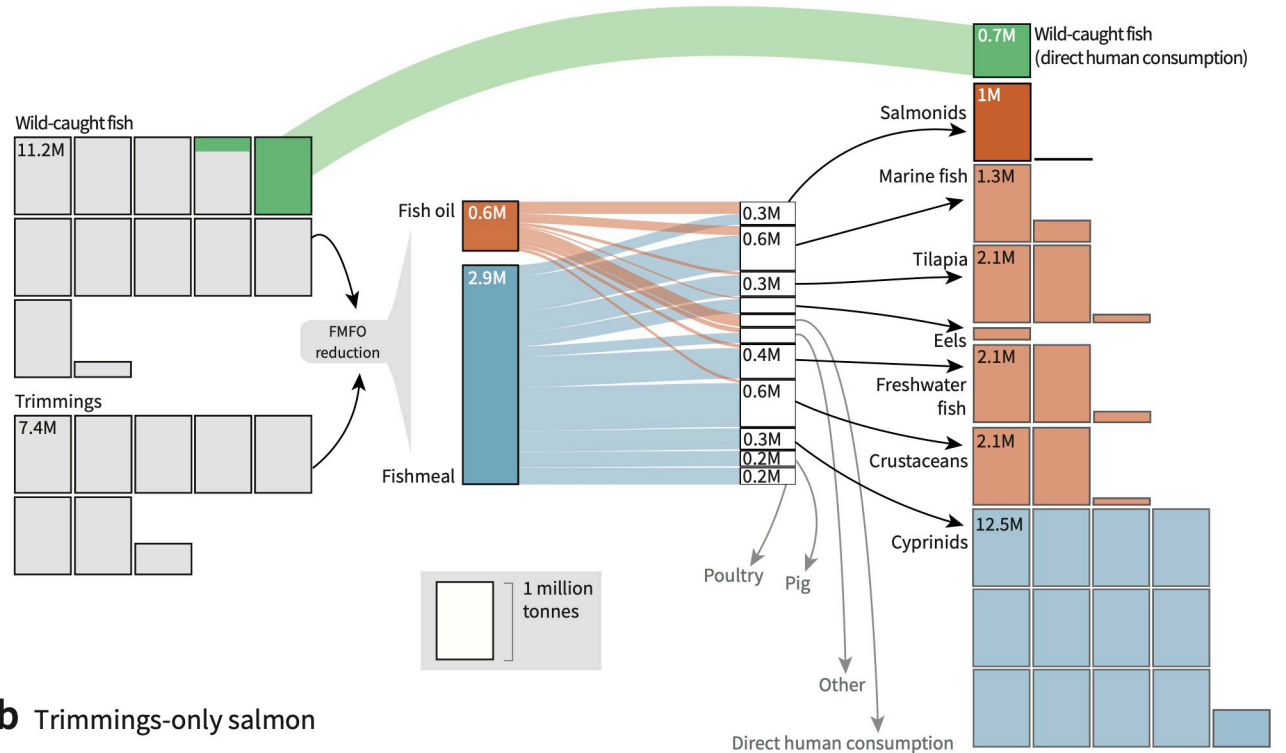 0.7M
Wild-caught fish
(direct human consumption)
1M
Salmonids
Wild-caught fish
11.2M
Marine fish
1.3M
Fish oil
0.6M
0.3M
0.6M
Tilapia
2.1M
2.9M
0.3M
FMFO
reduction
Eels
0.4M
2.1M
Freshwater
fish
0.6M
Trimmings
7.4M
0.3M
2.1M
Crustaceans
0.2M
Fishmeal
0.2M
12.5M
Cyprinids
Poultry
Pig
1 million
tonnes
Other
b Trimmings-only salmon
Direct human consumption